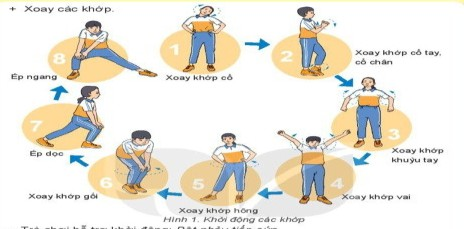 + Xoay các khớp.
1
Xoay khớp cổ
2
Xoay khớp cổ tay,
cổ chân
3
Xoay khớp
khuỷu tay
4
Xoay khớp vai
5
Xoay khớp hông
6
Xoay khớp gối
7
Ép dọc
8
Ép ngang
Hình 1. Khởi động các khớp